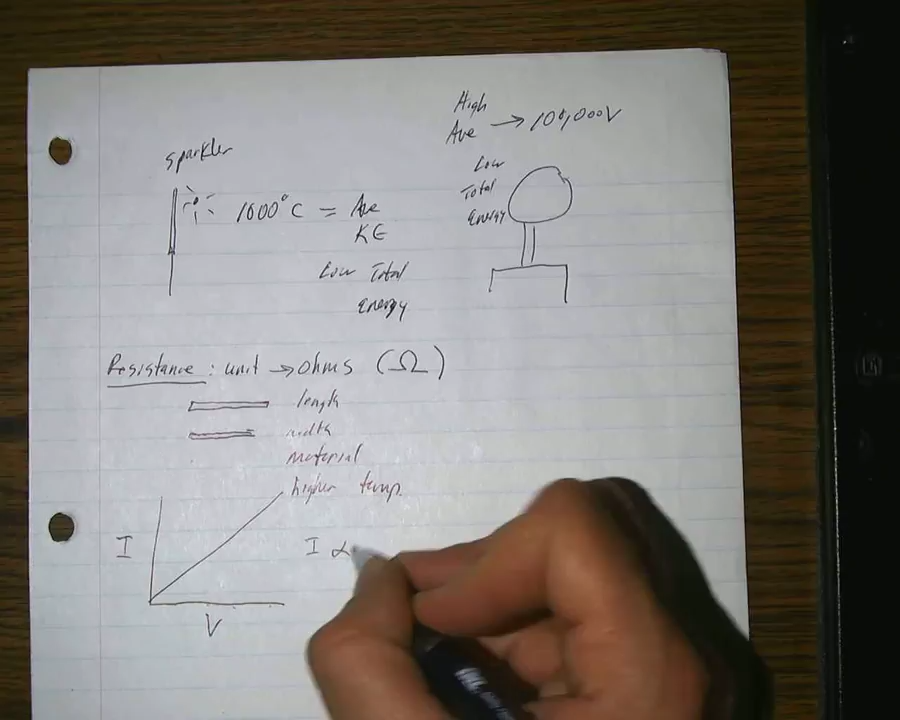 High
Ave → 100,000V
Sparkler
Low
Total
Energy
1000°C = Ave
KE
Low Total
Energy
Resistance: unit → ohms (Ω)
length
width
material
higher temp.
I
I α
V